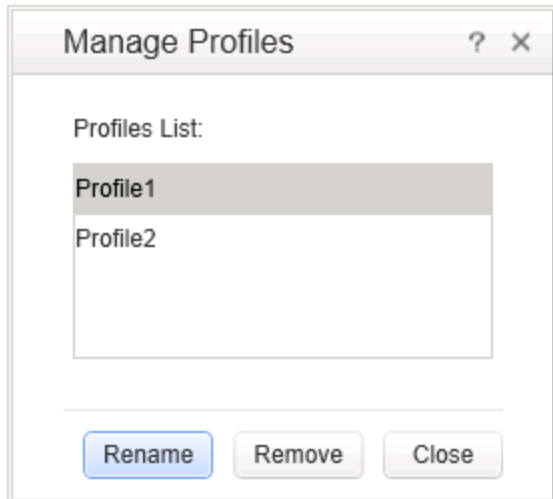 Manage Profiles ? ×
Profiles List:
Profile1
Profile2
Rename Remove Close